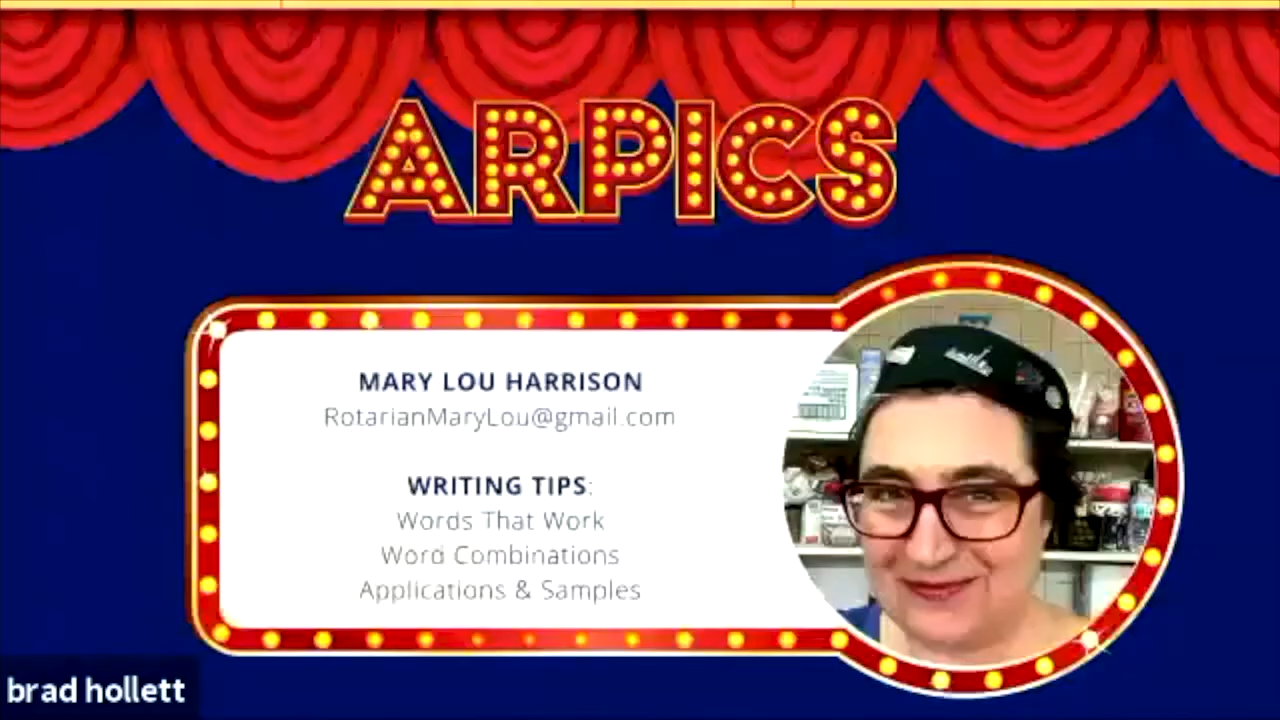 ARPICS
MARY LOU HARRISON
RotarianMaryLou@gmail.com
WRITING TIPS:
Words That Work
Word Combinations
Applications & Samples
brad hollett